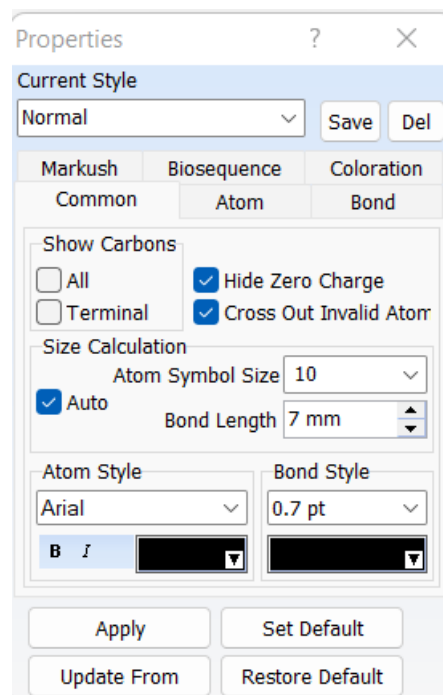 Properties ?
Current Style
Normal Save Del
Markush Biosequence Coloration
Common Atom Bond
Show Carbons
All Hide Zero Charge
Terminal Cross Out Invalid Atom
Size Calculation
Atom Symbol Size 10
Auto
Bond Length 7 mm
Atom Style Bond Style
Arial 0.7 pt
B I
Apply Set Default
Update From Restore Default